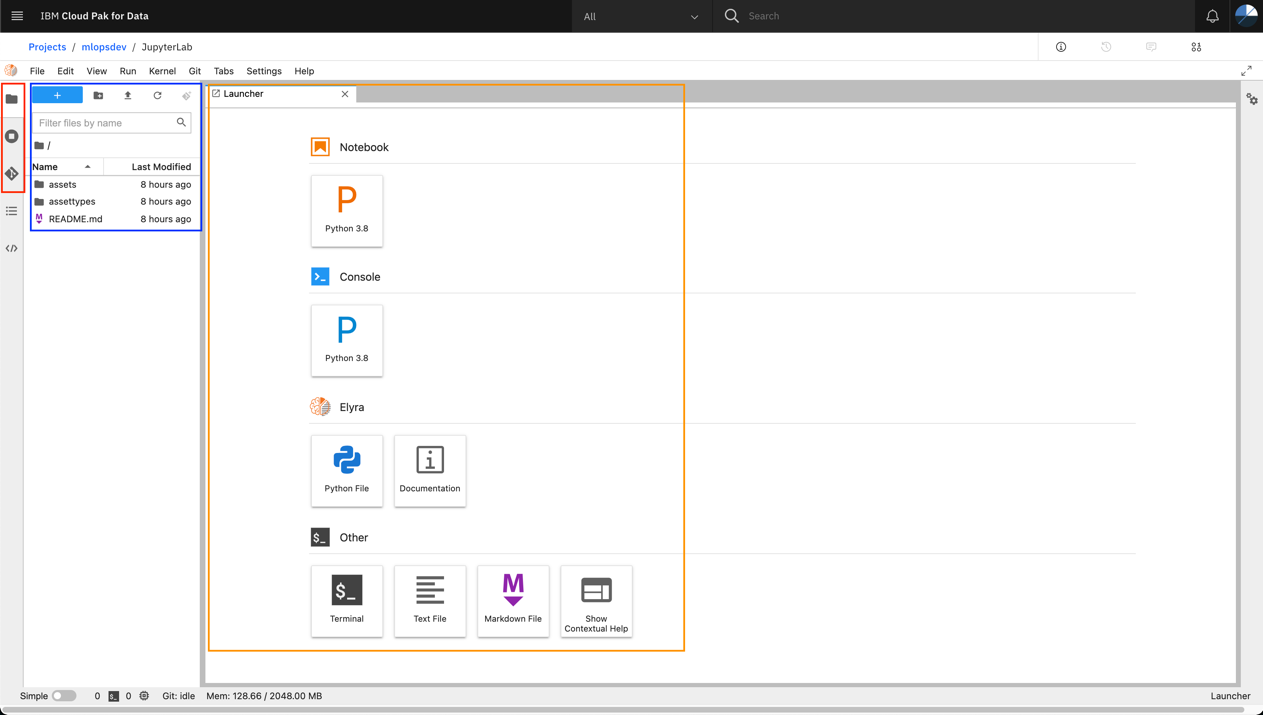 IBM Cloud Pak for Data
All
Search
Projects / mlopsdev / JupyterLab
File Edit View Run Kernel Git Tabs Settings Help
+
Launcher
Filter files by name
/
Name Last Modified
assets 8 hours ago
assettypes 8 hours ago
README.md 8 hours ago
Notebook
P
Python 3.8
Console
P
Python 3.8
Elyra
Python File
Documentation
$_ Other
$_
Terminal
Text File
M
Markdown File
Show
Contextual Help
Simple 0 $_ 0 Git: idle Mem: 128.66 / 2048.00 MB Launcher